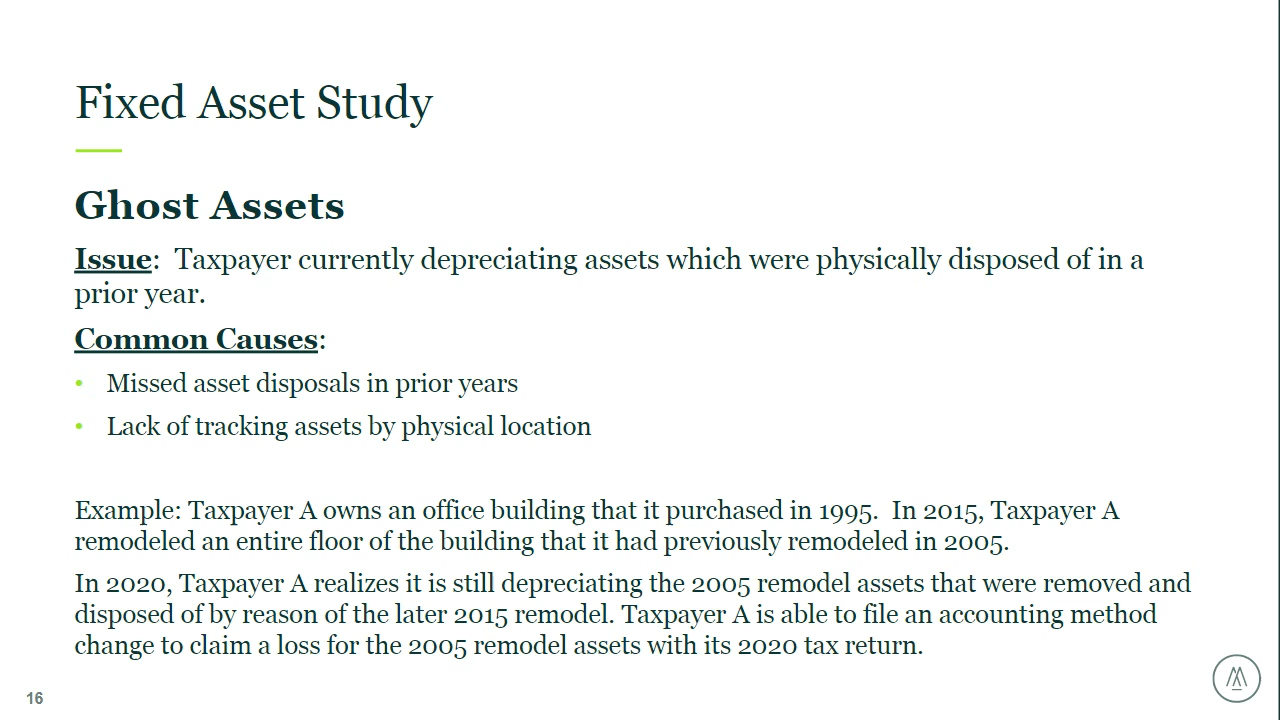 Fixed Asset Study
Ghost Assets
Issue:  Taxpayer currently depreciating assets which were physically disposed of in a
prior year.
Common Causes:
• Missed asset disposals in prior years
• Lack of tracking assets by physical location
Example: Taxpayer A owns an office building that it purchased in 1995.  In 2015, Taxpayer A
remodeled an entire floor of the building that it had previously remodeled in 2005.
In 2020, Taxpayer A realizes it is still depreciating the 2005 remodel assets that were removed and
disposed of by reason of the later 2015 remodel. Taxpayer A is able to file an accounting method
change to claim a loss for the 2005 remodel assets with its 2020 tax return.
16